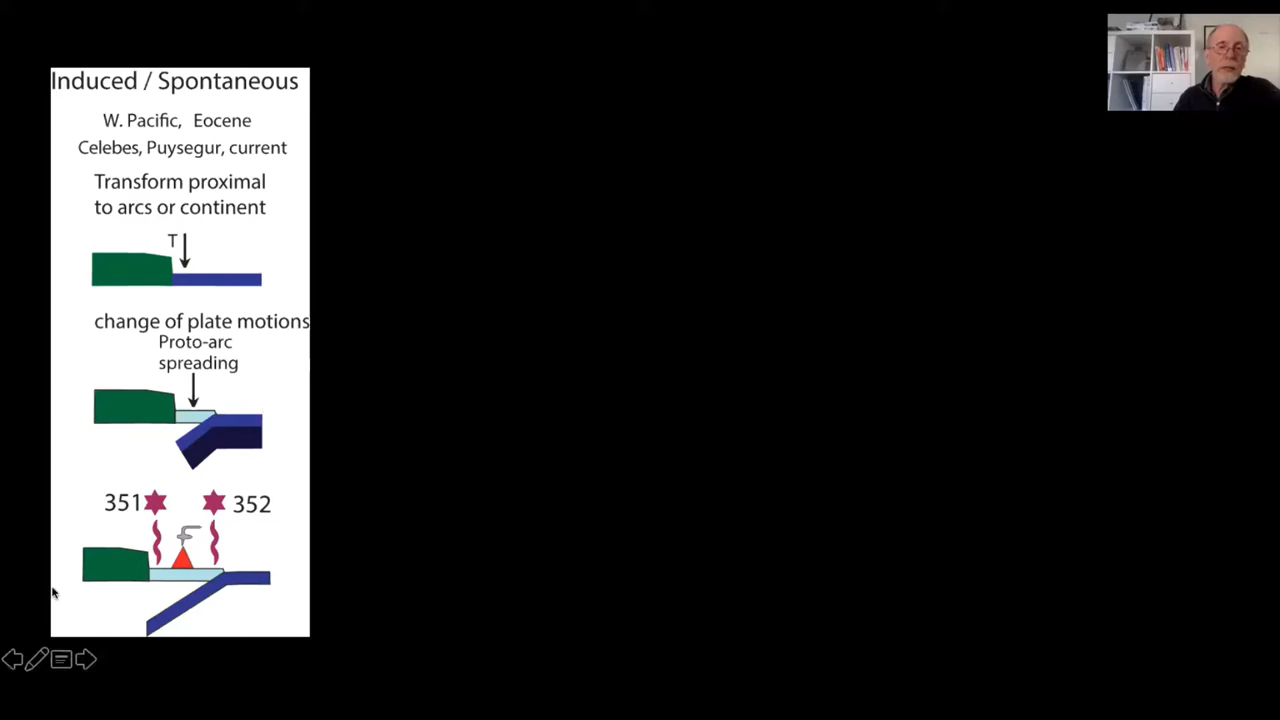 Induced / Spontaneous
W. Pacific, Eocene
Celebes, Puysegur, current
Transform proximal
to arcs or continent
T
change of plate motions
Proto-arc
spreading
351 352